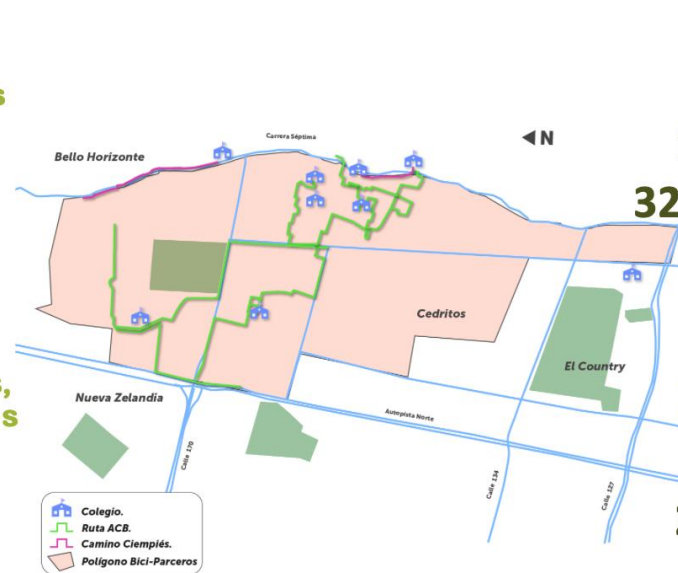 s
Carrera Séptima
N
Bello Horizonte
32
Cedritos
El Country
s,
s
Nueva Zelandia
Autopista Norte
Calle 170
Calle 134
Calle 127
Colegio.
Ruta ACB.
Camino Ciempiés.
Polígono Bici-Parceros